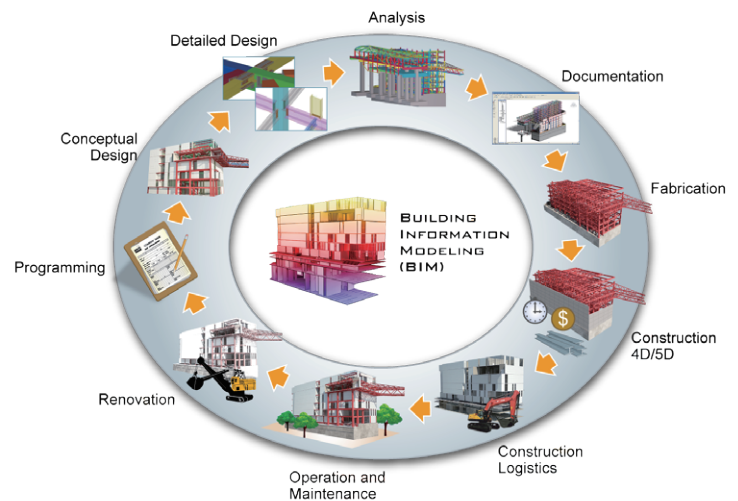 Analysis
Detailed Design
Documentation
Conceptual
Design
Fabrication
BUILDING
INFORMATION
MODELING
(BIM)
Programming
$
Construction
4D/5D
Renovation
Construction
Logistics
Operation and
Maintenance